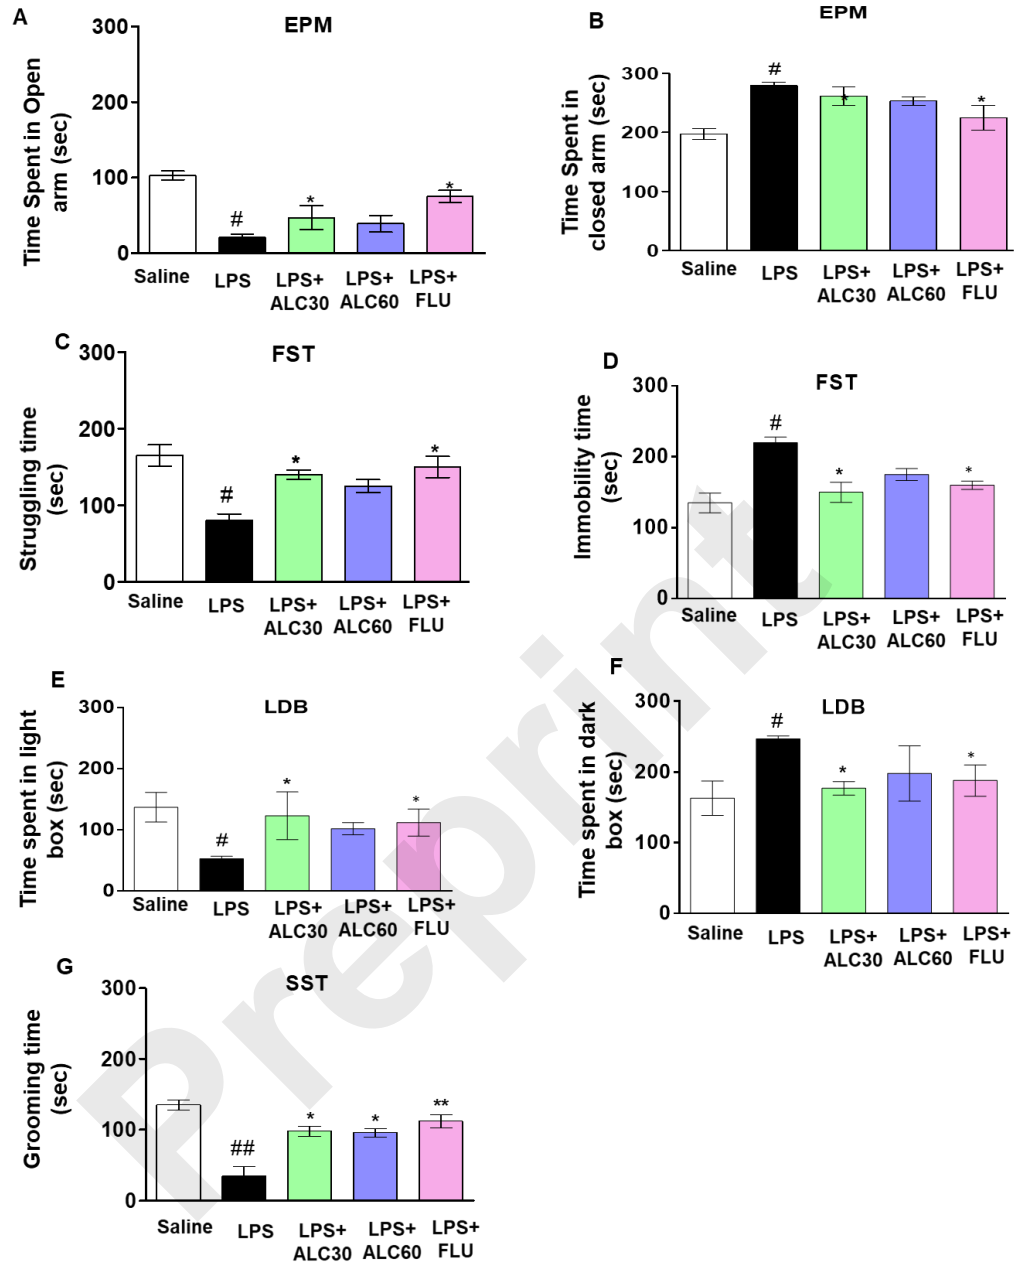 A
EPM
Time Spent in Open
arm (sec)
300
200
100
0
#
*
*
Saline
LPS
LPS+
ALC30
LPS+
ALC60
LPS+
FLU
B
EPM
Time Spent in
closed arm (sec)
300
200
100
0
#
*
*
Saline
LPS
LPS+
ALC30
LPS+
ALC60
LPS+
FLU
C
FST
Struggling time
(sec)
300
200
100
0
#
*
*
Saline
LPS
LPS+
ALC30
LPS+
ALC60
LPS+
FLU
D
FST
Immobility time
(sec)
300
200
100
0
#
*
*
Saline
LPS
LPS+
ALC30
LPS+
ALC60
LPS+
FLU
E
LDB
Time spent in light
box (sec)
300
200
100
0
#
*
*
Saline
LPS
LPS+
ALC30
LPS+
ALC60
LPS+
FLU
F
LDB
Time spent in dark
box (sec)
300
200
100
0
#
*
*
Saline
LPS
LPS+
ALC30
LPS+
ALC60
LPS+
FLU
G
SST
Grooming time
(sec)
300
200
100
0
##
*
*
**
Saline
LPS
LPS+
ALC30
LPS+
ALC60
LPS+
FLU
Preprint